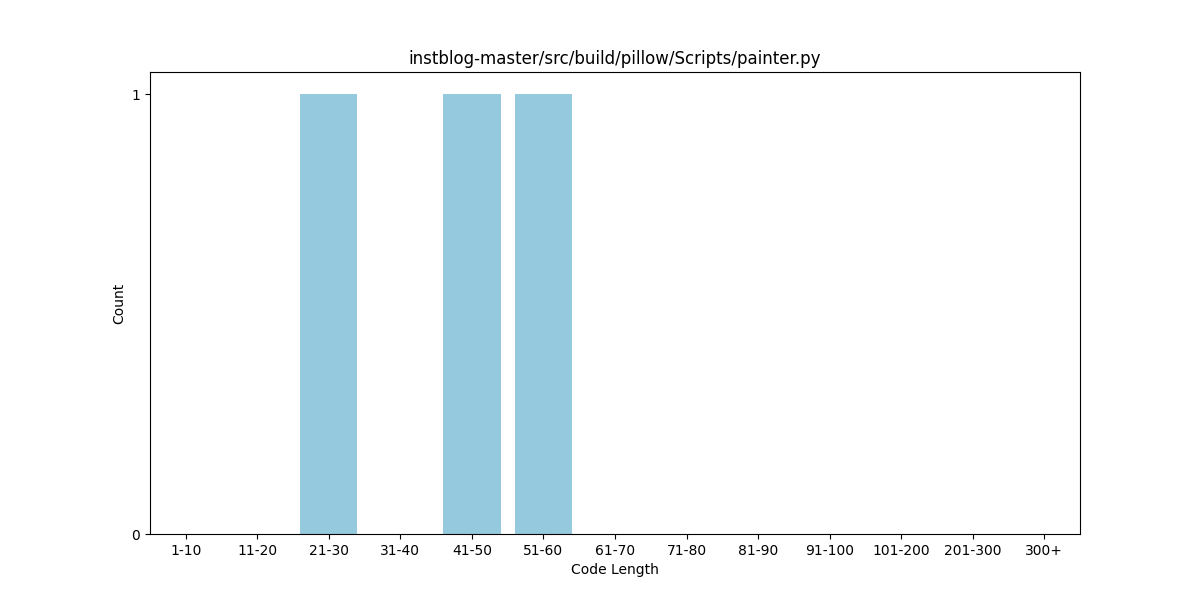 instblog-master/src/build/pillow/Scripts/painter.py
1
Count
0
1-10 11-20 21-30 31-40 41-50 51-60 61-70 71-80 81-90 91-100 101-200 201-300 300+
Code Length